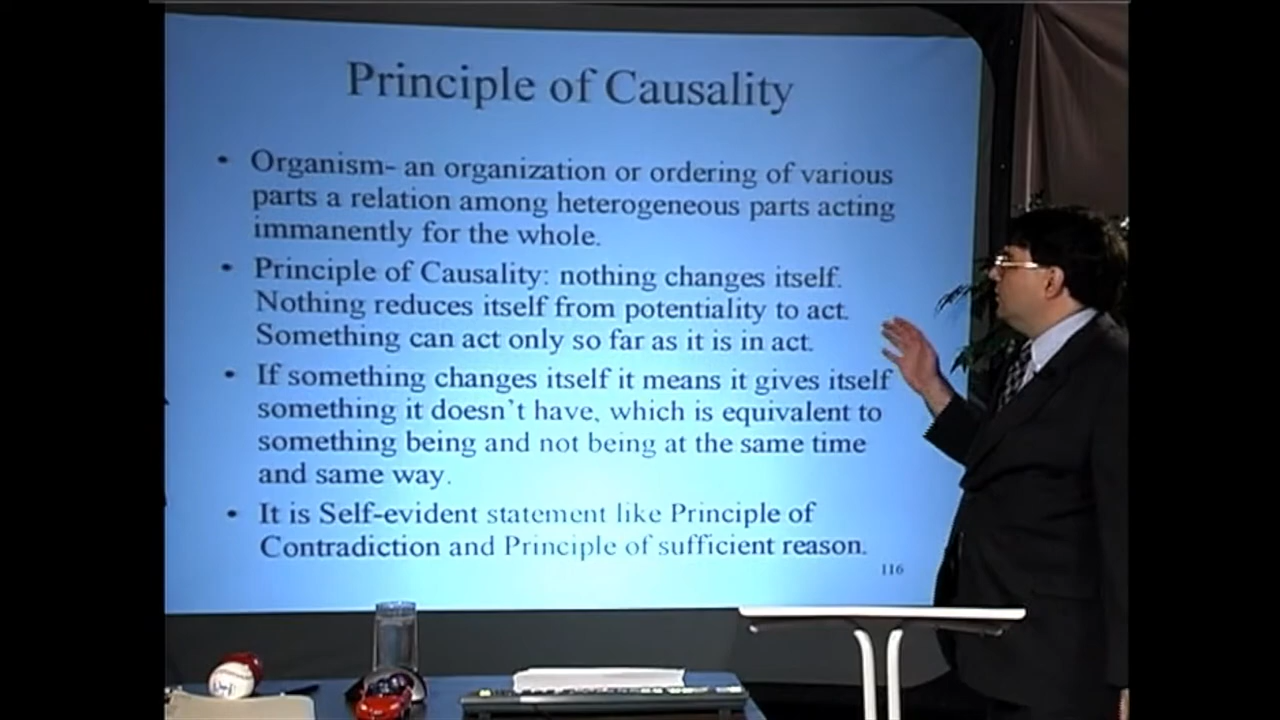 Principle of Causality
• Organism- an organization or ordering of various
parts a relation among heterogeneous parts acting
immanently for the whole.
• Principle of Causality: nothing changes itself.
Nothing reduces itself from potentiality to act.
Something can act only so far as it is in act.
• If something changes itself it means it gives itself
something it doesn't have, which is equivalent to
something being and not being at the same time
and same way.
• It is Self-evident statement like Principle of
Contradiction and Principle of sufficient reason.
116